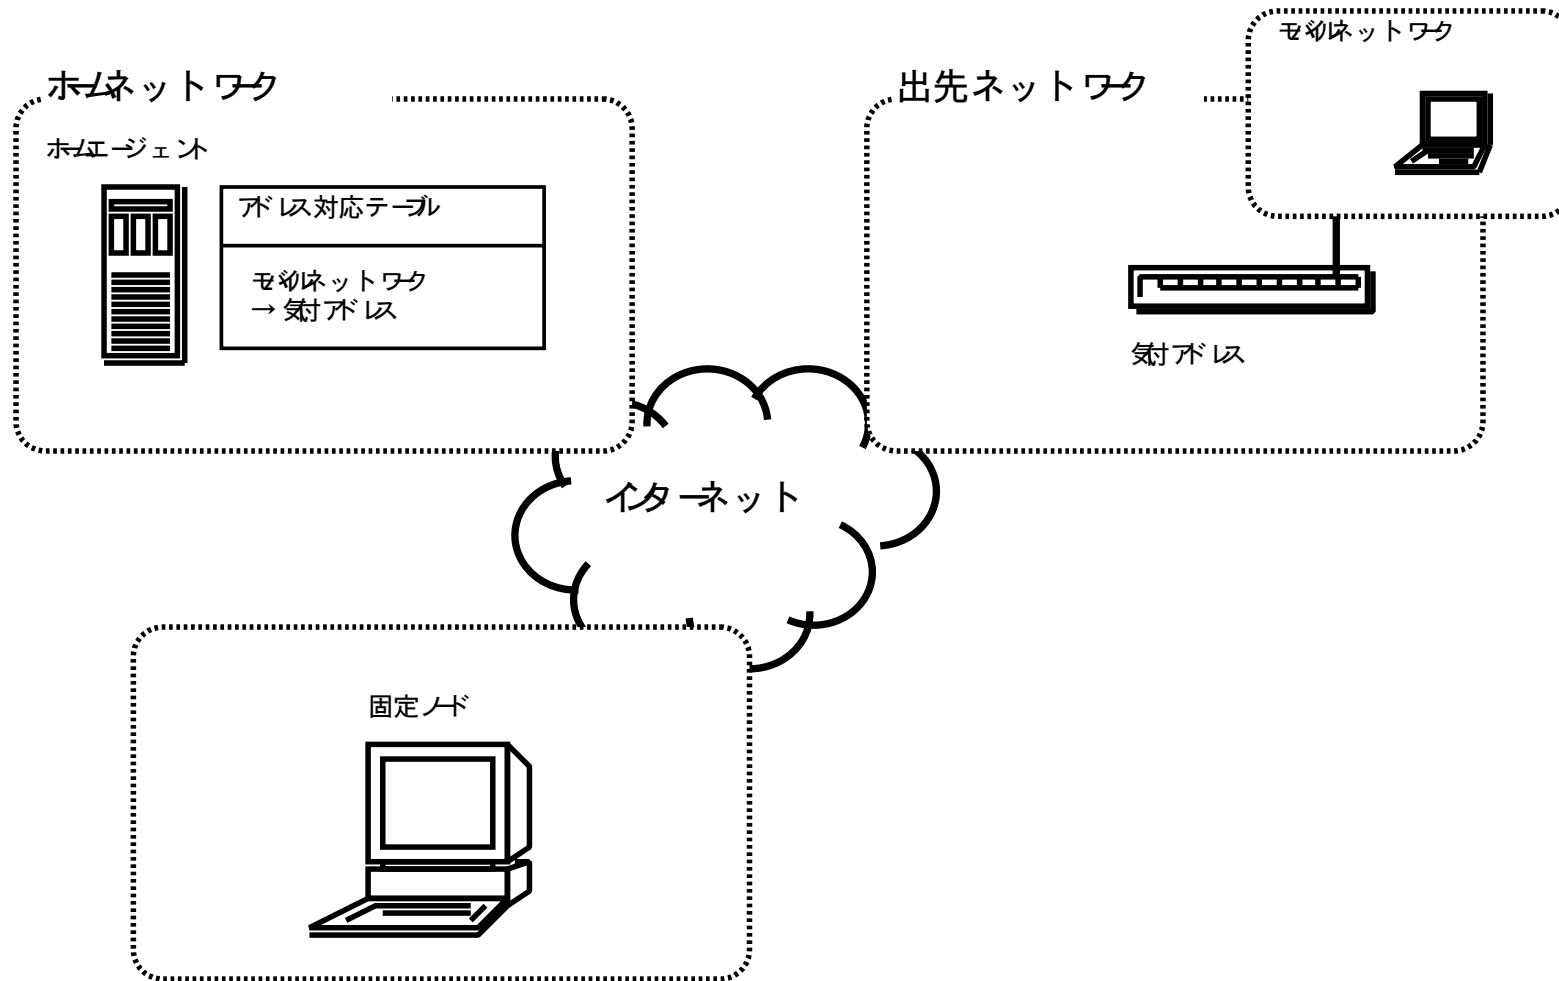 ホームネットワーク
ホームエージェント
アドレス対応テーブル
モバイルネットワーク
→ 気付アドレス
出先ネットワーク
モバイルネットワーク
気付アドレス
インターネット
固定ノード